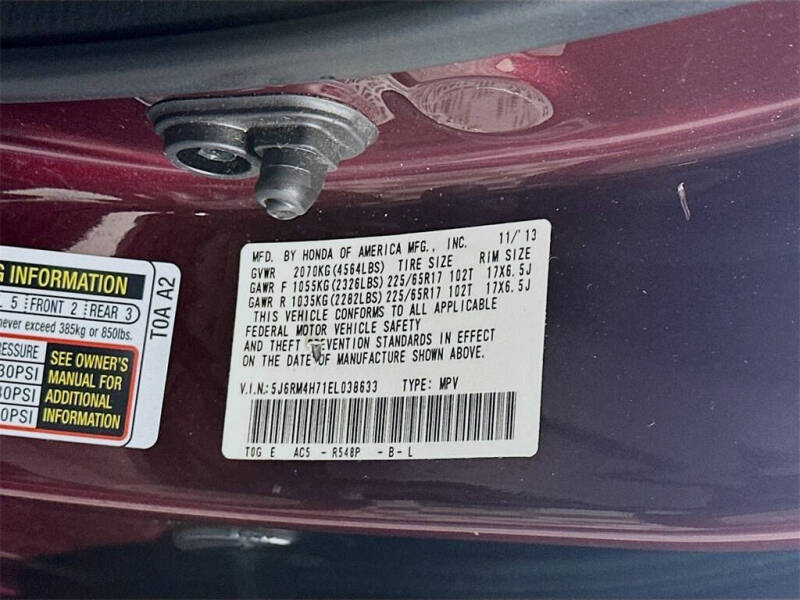 MFD. BY HONDA OF AMERICA MFG., INC. 11/'13
GVWR 2070KG(4564LBS) TIRE SIZE RIM SIZE
GAWR F 1055KG(2326LBS) 225/65R17 102T 17X6.5J
GAWR R 1035KG(2282LBS) 225/65R17 102T 17X6.5J
THIS VEHICLE CONFORMS TO ALL APPLICABLE
FEDERAL MOTOR VEHICLE SAFETY
AND THEFT PREVENTION STANDARDS IN EFFECT
ON THE DATE OF MANUFACTURE SHOWN ABOVE.
V.I.N.:5J6RM4H71EL038633 TYPE: MPV
T0G E AC5 - R548P - B - L
G INFORMATION
L 5 FRONT 2 REAR 3
never exceed 385kg or 850lbs.
RESSURE
30PSI
30PSI
60PSI
SEE OWNER'S
MANUAL FOR
ADDITIONAL
INFORMATION
T0A A2